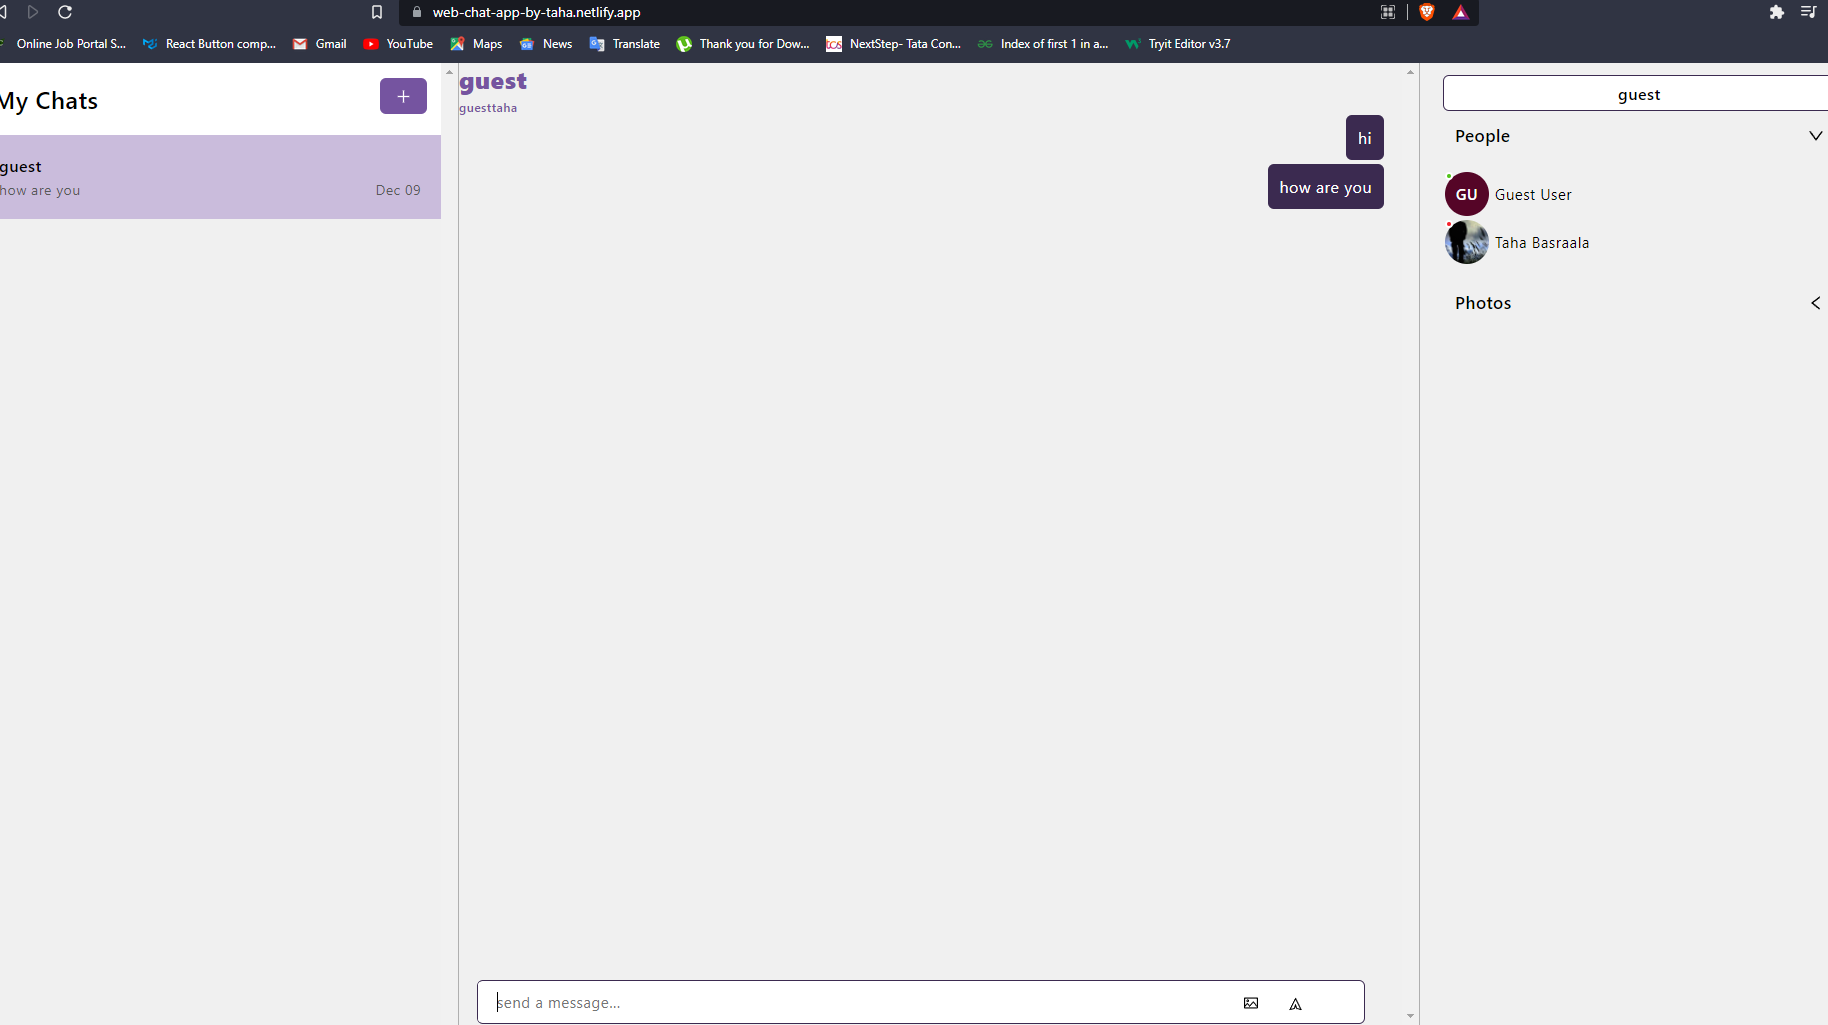 web-chat-app-by-taha.netlify.app
Online Job Portal S... React Button comp... Gmail YouTube Maps News Translate Thank you for Dow... NextStep- Tata Con... Index of first 1 in a... Tryit Editor v3.7
My Chats
+
guest
how are you
Dec 09
guest
guesttaha
hi
how are you
send a message...
guest
People
GU Guest User
Taha Basraala
Photos